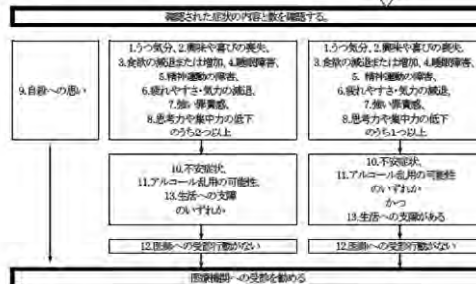 確認された症状の内容と数を確認する。
9.自殺への思い
1.うつ気分、2.興味や喜びの喪失、
3.食欲の減退または増加、4.睡眠障害、
5.精神運動の障害、
6.疲れやすさ・気力の減退、
7.強い罪責感、
8.思考力や集中力の低下
のうち2つ以上
1.うつ気分、2.興味や喜びの喪失、
3.食欲の減退または増加、4.睡眠障害、
5.精神運動の障害、
6.疲れやすさ・気力の減退、
7.強い罪責感、
8.思考力や集中力の低下
のうち1つ以上
10.不安症状、
11.アルコール乱用の可能性、
13.生活への支障
のいずれか
10.不安症状、
11.アルコール乱用の可能性
のいずれか
かつ
13.生活への支障がある
12.医師への受診行動がない
12.医師への受診行動がない
医療機関への受診を勧める